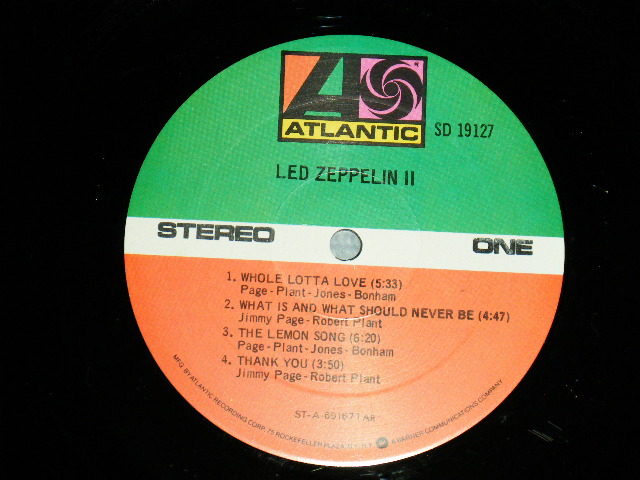 ATLANTIC
SD 19127
LED ZEPPELIN II
STEREO
ONE
1. WHOLE LOTTA LOVE (5:33)
Page - Plant - Jones - Bonham
2. WHAT IS AND WHAT SHOULD NEVER BE (4:47)
Jimmy Page - Robert Plant
3. THE LEMON SONG (6:20)
Page - Plant - Jones - Bonham
4. THANK YOU (3:50)
Jimmy Page - Robert Plant
ST-A-691671 AR
MFG. BY ATLANTIC RECORDING CORP. 75 ROCKEFELLER PLAZA, N.Y., N.Y. A WARNER COMMUNICATIONS COMPANY